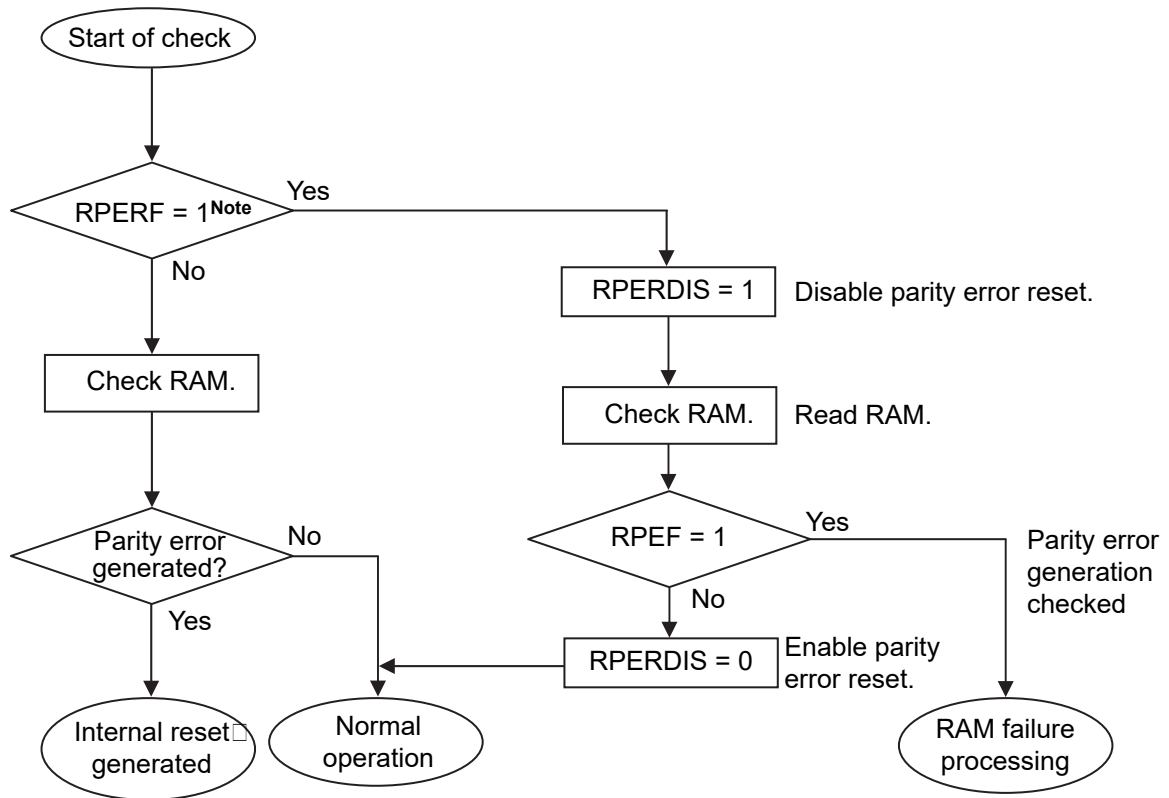 Start of check
RPERF = 1Note
Yes
No
RPERDIS = 1
Disable parity error reset.
Check RAM.
Check RAM.
Read RAM.
Parity error
generated?
No
Yes
RPEF = 1
Yes
No
Parity error
generation
checked
RPERDIS = 0
Enable parity
error reset.
Internal reset□
generated
Normal
operation
RAM failure
processing